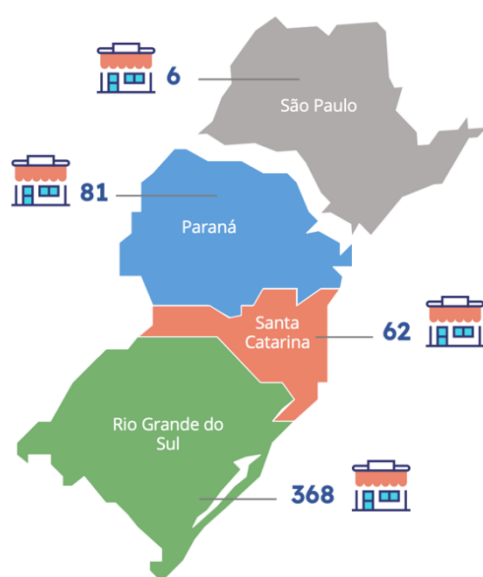 6
São Paulo
81
Paraná
Santa
Catarina
62
Rio Grande do
Sul
368